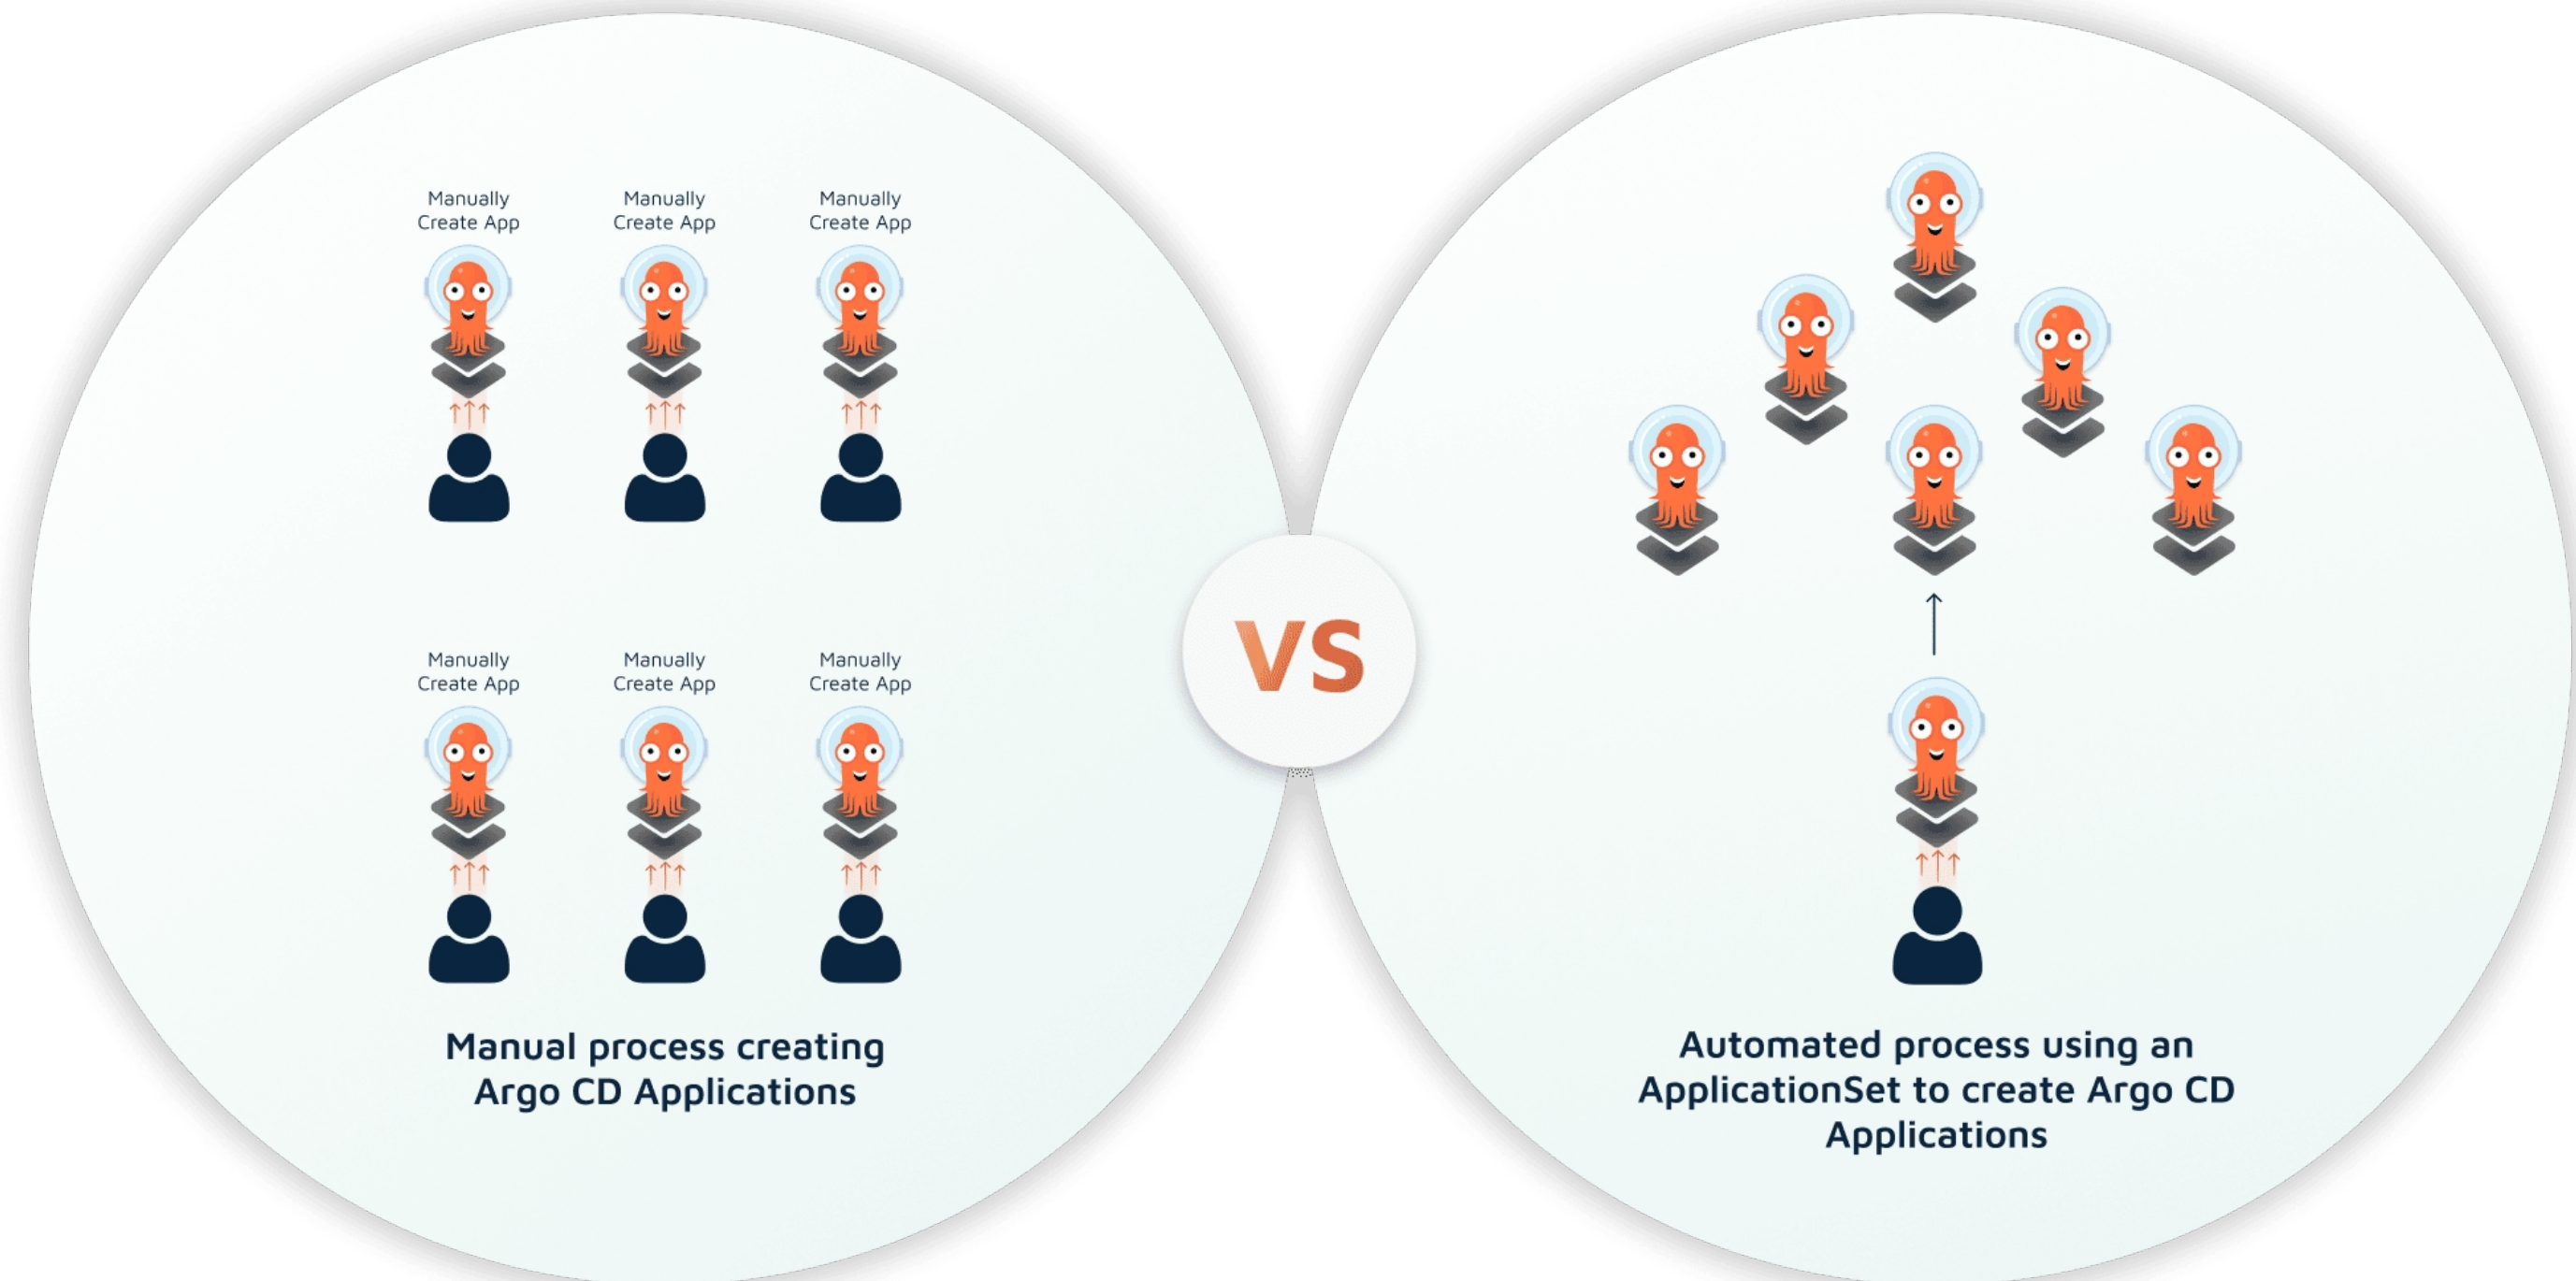 Manually
Create App
Manually
Create App
Manually
Create App
Manually
Create App
Manually
Create App
Manually
Create App
Manual process creating
Argo CD Applications
VS
Automated process using an
ApplicationSet to create Argo CD
Applications